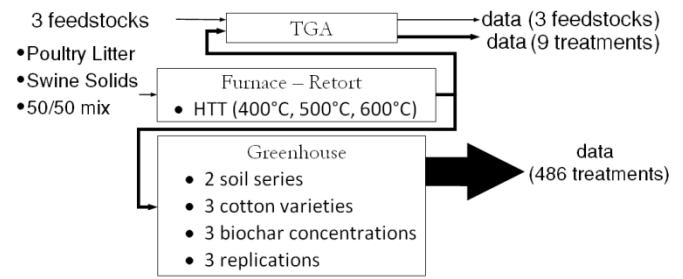 3 feedstocks
•Poultry Litter
•Swine Solids
•50/50 mix
TGA
data (3 feedstocks)
data (9 treatments)
Furnace – Retort
• HTT (400°C, 500°C, 600°C)
Greenhouse
• 2 soil series
• 3 cotton varieties
• 3 biochar concentrations
• 3 replications
data
(486 treatments)